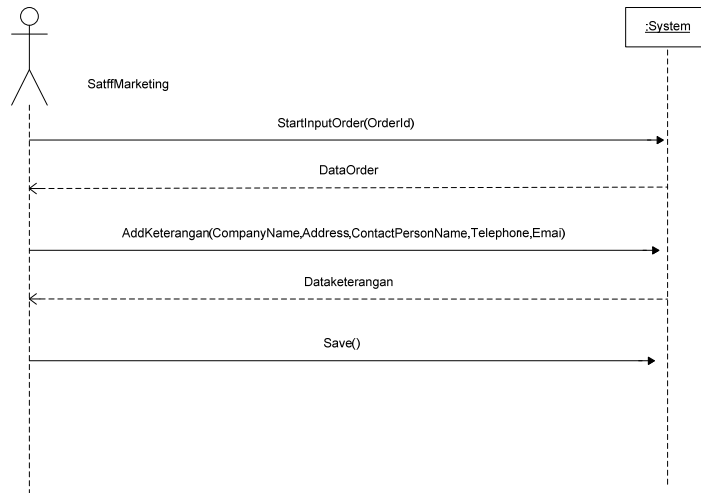 :System
SatffMarketing
StartInputOrder(OrderId)
DataOrder
AddKeterangan(CompanyName,Address,ContactPersonName,Telephone,Emai)
Dataketerangan
Save()